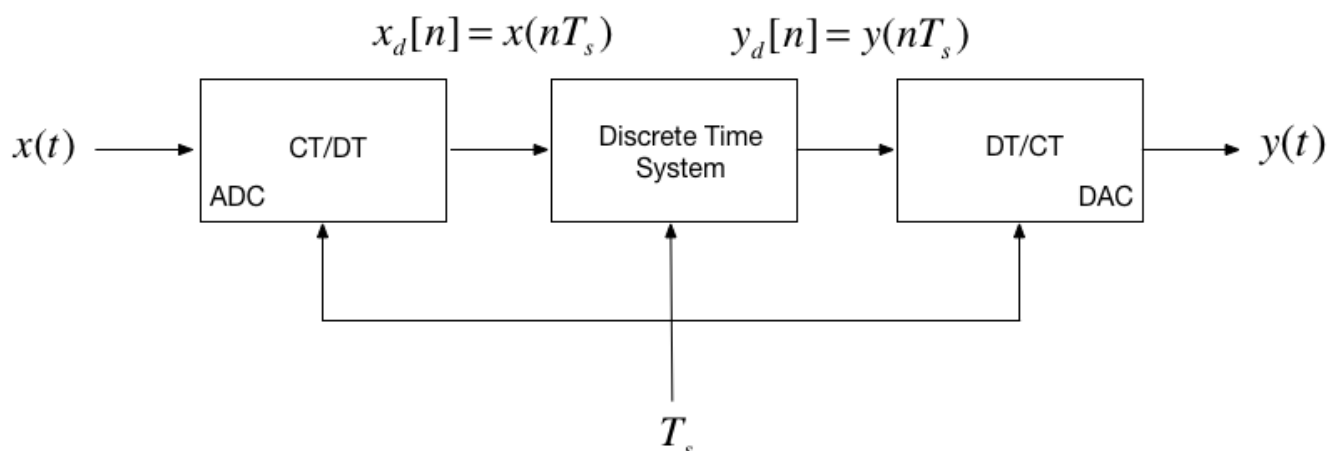 x_d[n] = x(nT_s)
y_d[n] = y(nT_s)
x(t)
CT/DT
ADC
Discrete Time
System
DT/CT
DAC
y(t)
T_s